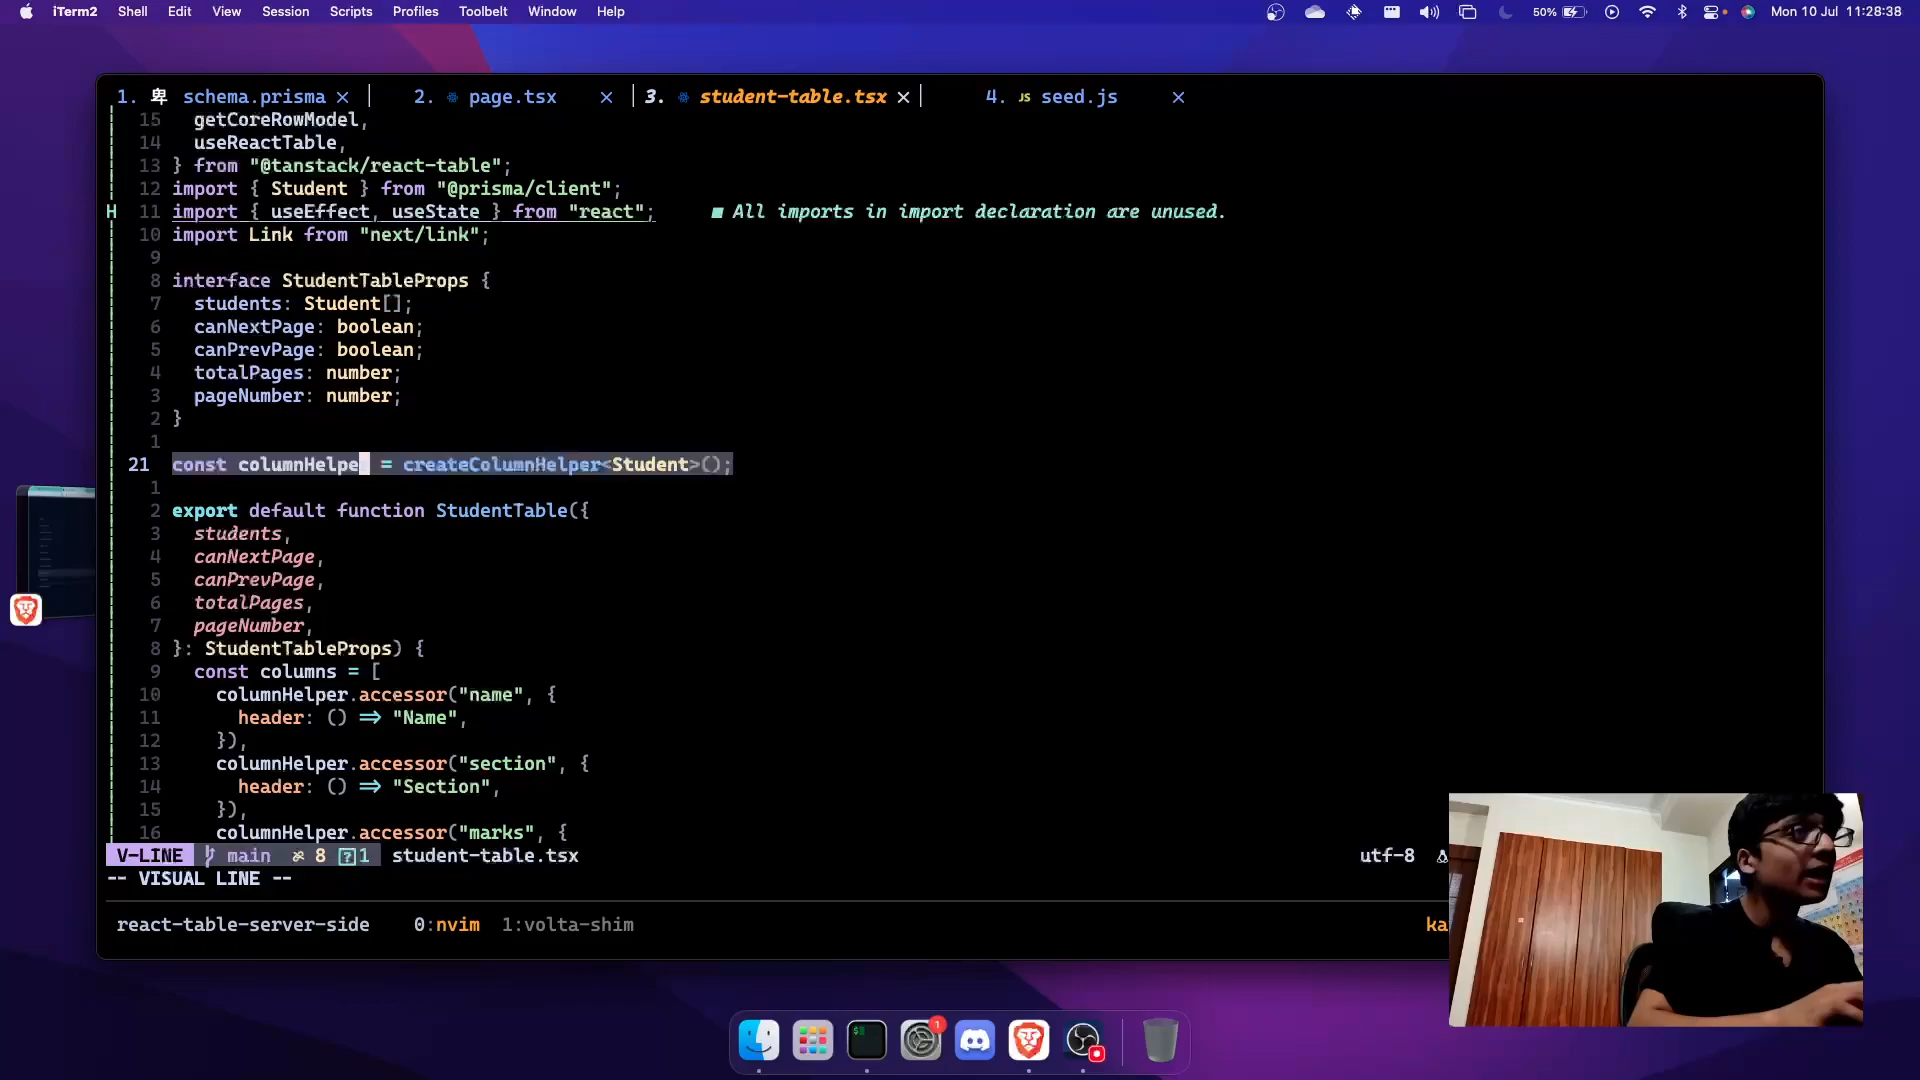 iTerm2 Shell Edit View Session Scripts Profiles Toolbelt Window Help 50% Mon 10 Jul 11:28:38
1. 卑 schema.prisma × 2. page.tsx × 3. student-table.tsx × 4. JS seed.js ×
15 getCoreRowModel,
14 useReactTable,
13 } from "@tanstack/react-table";
12 import { Student } from "@prisma/client";
H 11 import { useEffect, useState } from "react"; ■ All imports in import declaration are unused.
10 import Link from "next/link";
9
8 interface StudentTableProps {
7 students: Student[];
6 canNextPage: boolean;
5 canPrevPage: boolean;
4 totalPages: number;
3 pageNumber: number;
2 }
1
21 const columnHelpe = createColumnHelper<Student>();
1
2 export default function StudentTable({
3 students,
4 canNextPage,
5 canPrevPage,
6 totalPages,
7 pageNumber,
8 }: StudentTableProps) {
9 const columns = [
10 columnHelper.accessor("name", {
11 header: () => "Name",
12 }),
13 columnHelper.accessor("section", {
14 header: () => "Section",
15 }),
16 columnHelper.accessor("marks", {
V-LINE main 8 ?1 student-table.tsx utf-8
-- VISUAL LINE --
react-table-server-side 0:nvim 1:volta-shim ka
1